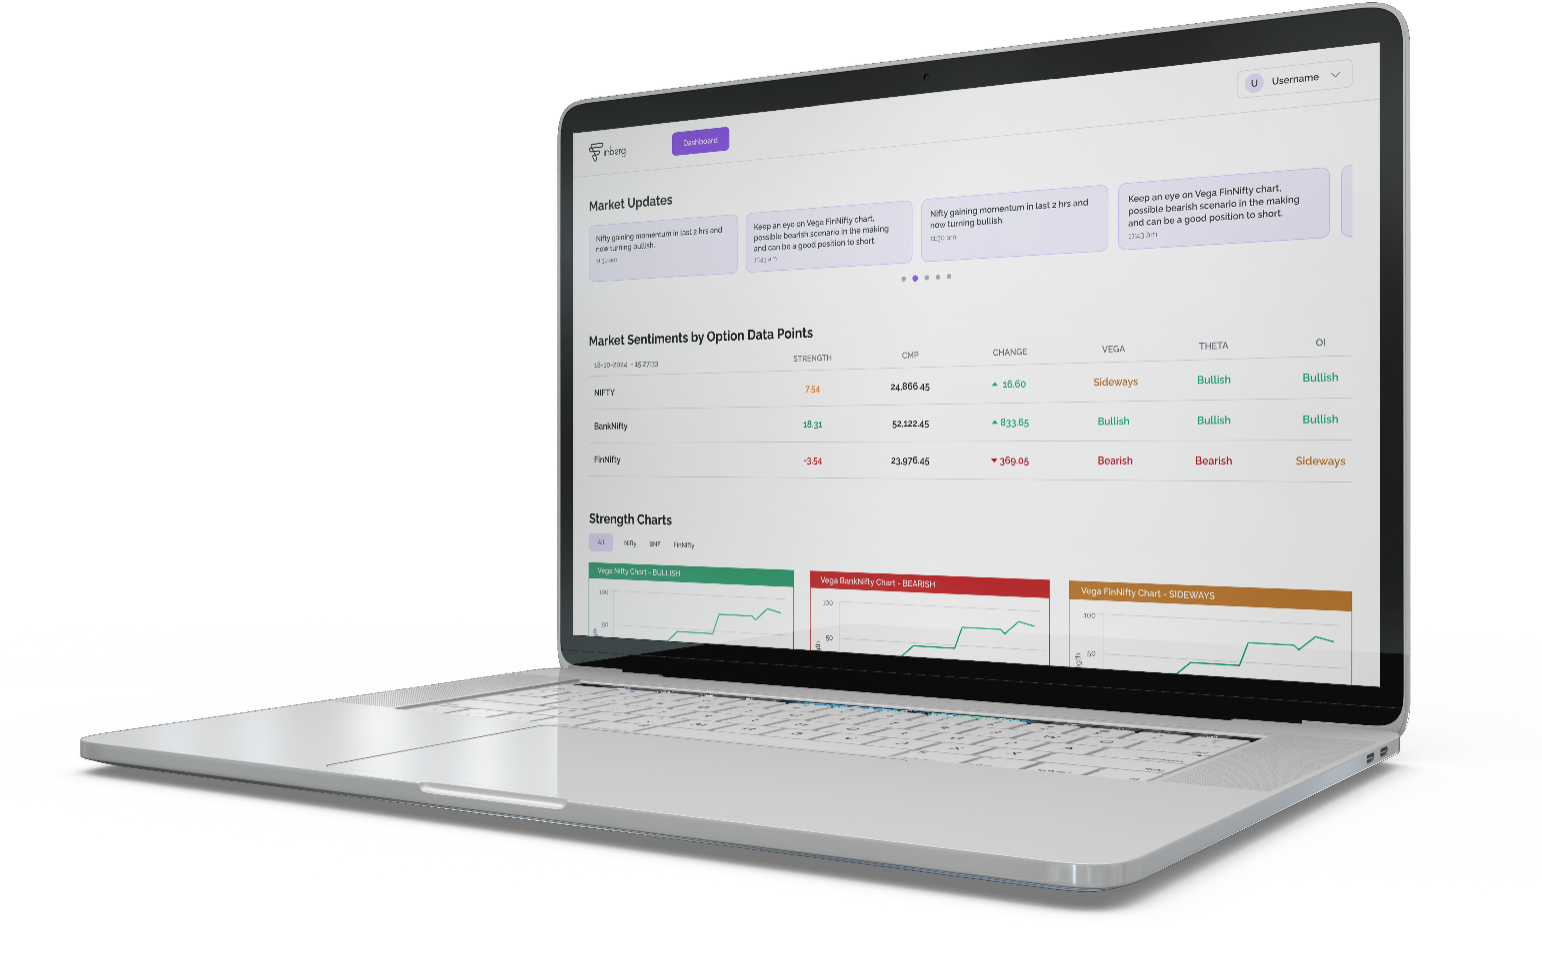 Finberg
Dashboard
U Username
Market Updates
Nifty gaining momentum in last 2 hrs and
now turning bullish.
11:30 am
Keep an eye on Vega FinNifty chart,
possible bearish scenario in the making
and can be a good position to short.
11:43 am
Nifty gaining momentum in last 2 hrs and
now turning bullish.
11:30 am
Keep an eye on Vega FinNifty chart,
possible bearish scenario in the making
and can be a good position to short.
11:43 am
Market Sentiments by Option Data Points
18-10-2024 - 15:27:33 STRENGTH CMP CHANGE VEGA THETA OI
NIFTY 7.54 24,866.45 ▲ 16.60 Sideways Bullish Bullish
BankNifty 18.31 52,122.45 ▲ 833.65 Bullish Bullish Bullish
FinNifty -3.54 23,976.45 ▼ 369.05 Bearish Bearish Sideways
Strength Charts
All Nifty BNF FinNifty
Vega Nifty Chart - BULLISH
100
50
Vega BankNifty Chart - BEARISH
100
50
Vega FinNifty Chart - SIDEWAYS
100
50